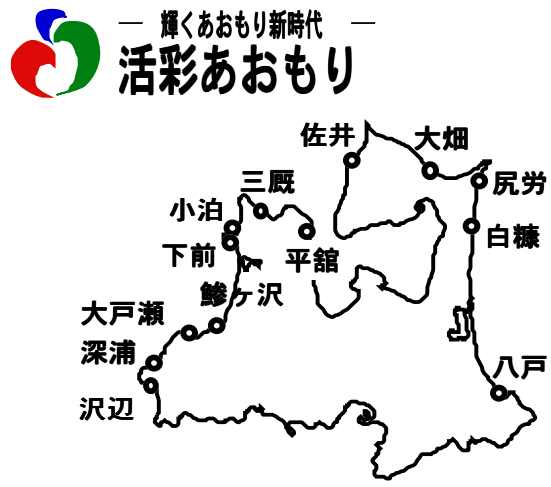 ― 輝くあおもり新時代 ―
活彩あおもり
佐井
大畑
三厩
尻労
小泊
白糠
下前
平舘
鰺ヶ沢
大戸瀬
深浦
八戸
沢辺